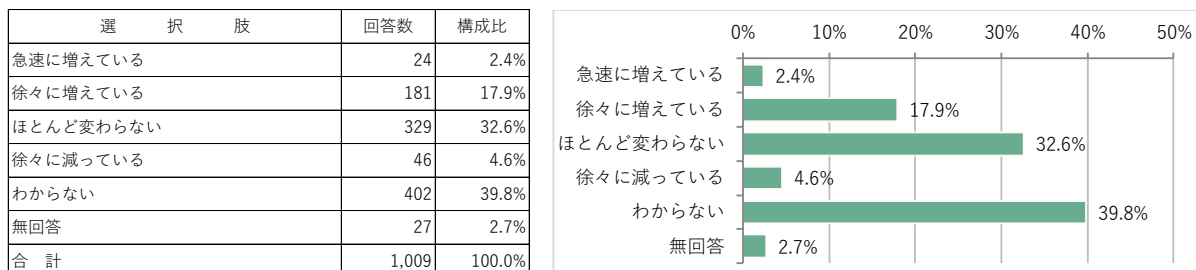 選 択 肢 回答数 構成比
急速に増えている 24 2.4%
徐々に増えている 181 17.9%
ほとんど変わらない 329 32.6%
徐々に減っている 46 4.6%
わからない 402 39.8%
無回答 27 2.7%
合 計 1,009 100.0%
0% 10% 20% 30% 40% 50%
急速に増えている 2.4%
徐々に増えている 17.9%
ほとんど変わらない 32.6%
徐々に減っている 4.6%
わからない 39.8%
無回答 2.7%